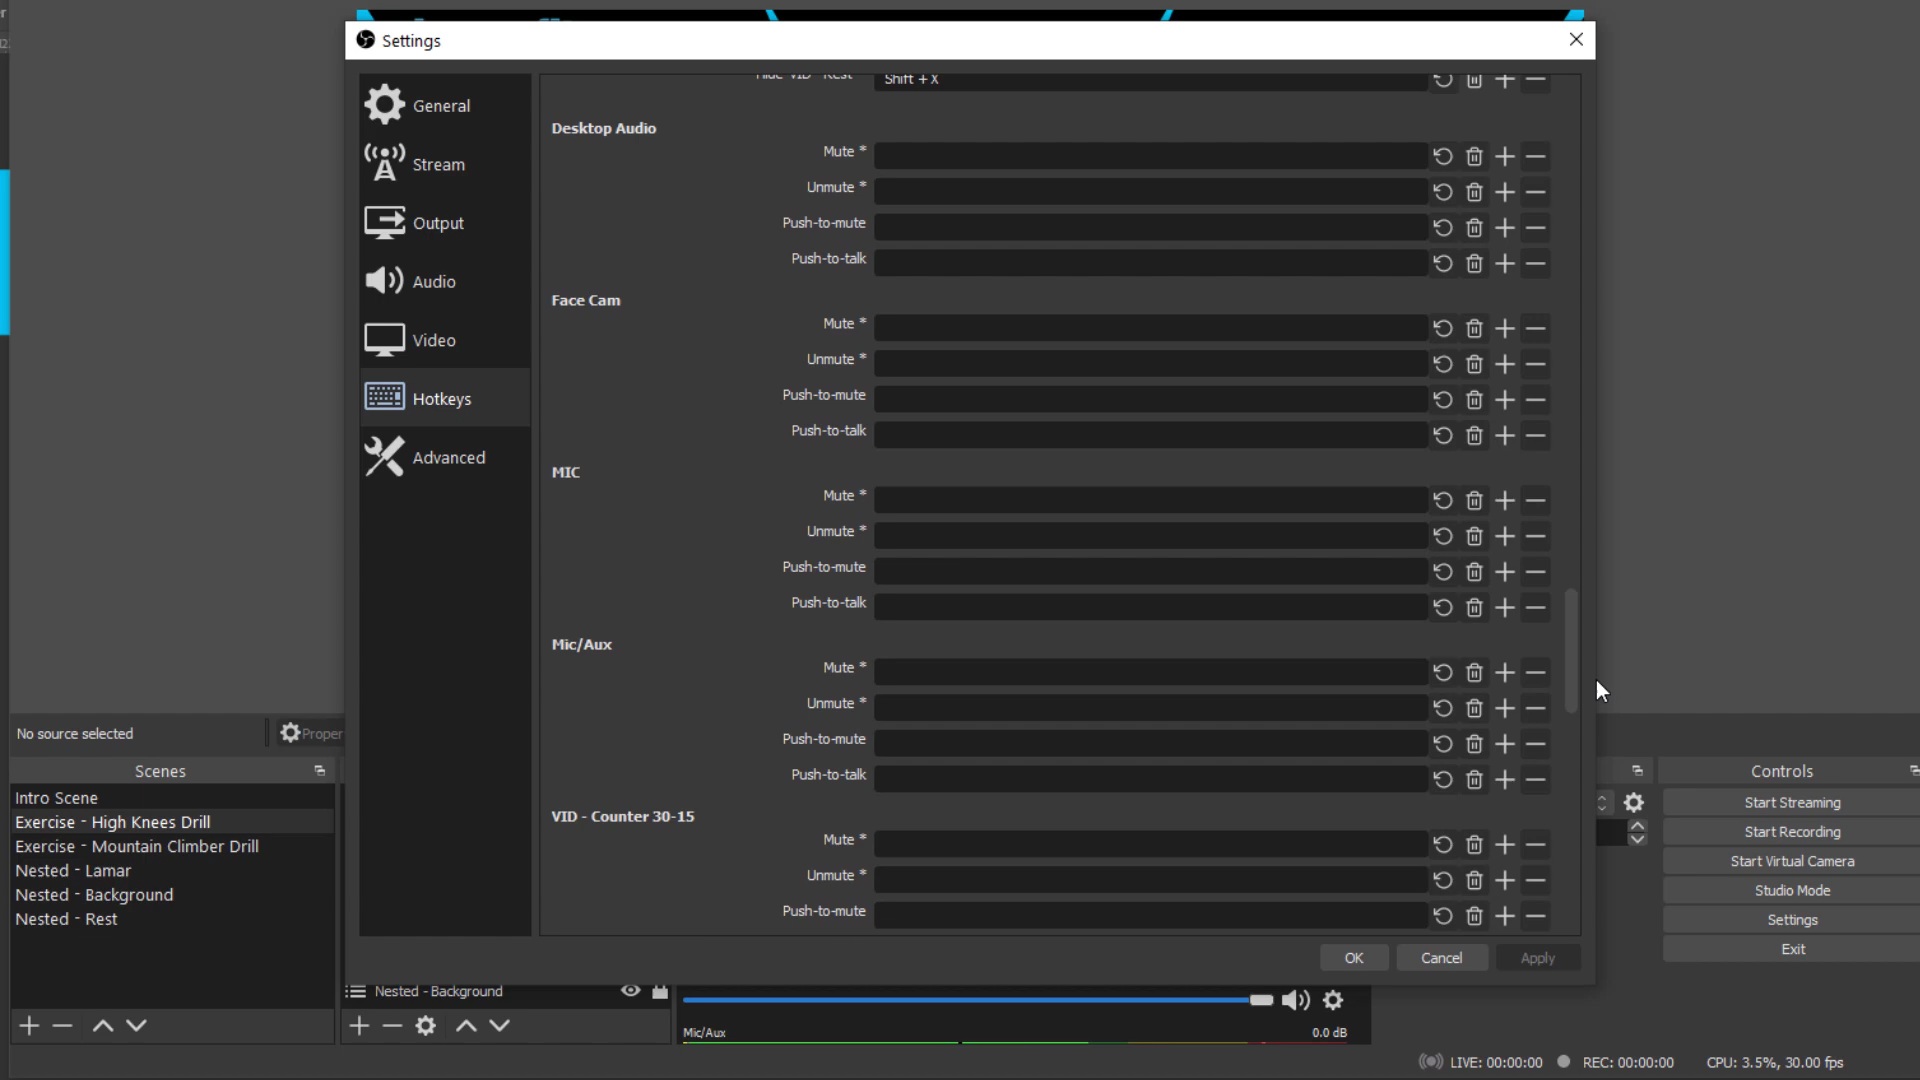 Settings
General
Stream
Output
Audio
Video
Hotkeys
Advanced
Hide VID - Rest Shift + X
Desktop Audio
Mute *
Unmute *
Push-to-mute
Push-to-talk
Face Cam
Mute *
Unmute *
Push-to-mute
Push-to-talk
MIC
Mute *
Unmute *
Push-to-mute
Push-to-talk
Mic/Aux
Mute *
Unmute *
Push-to-mute
Push-to-talk
VID - Counter 30-15
Mute *
Unmute *
Push-to-mute
OK Cancel Apply
No source selected
Proper
Scenes
Intro Scene
Exercise - High Knees Drill
Exercise - Mountain Climber Drill
Nested - Lamar
Nested - Background
Nested - Rest
Nested - Background
Mic/Aux 0.0 dB
Controls
Start Streaming
Start Recording
Start Virtual Camera
Studio Mode
Settings
Exit
LIVE: 00:00:00 REC: 00:00:00 CPU: 3.5%, 30.00 fps